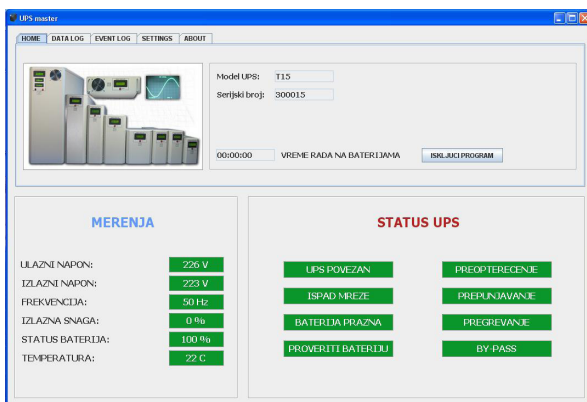 UPS master
HOME DATA LOG EVENT LOG SETTINGS ABOUT
Model UPS: T15
Serijski broj: 300015
00:00:00 VREME RADA NA BATERIJAMA ISKLJUCI PROGRAM
MERENJA
ULAZNI NAPON: 226 V
IZLAZNI NAPON: 223 V
FREKVENCIJA: 50 Hz
IZLAZNA SNAGA: 0 %
STATUS BATERIJA: 100 %
TEMPERATURA: 22 C
STATUS UPS
UPS POVEZAN PREOPTERECENJE
ISPAD MREZE PREPUNJAVANJE
BATERIJA PRAZNA PREGREVANJE
PROVERITI BATERIJU BY-PASS